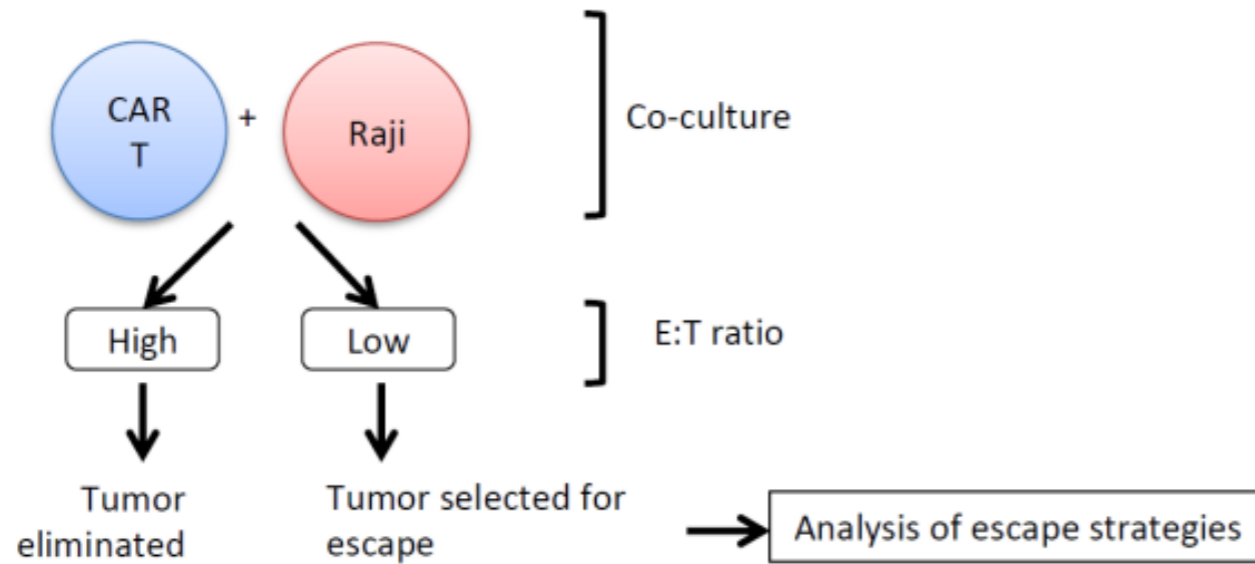 CAR
T
+
Raji
Co-culture
High
Low
E:T ratio
Tumor
eliminated
Tumor selected for
escape
Analysis of escape strategies